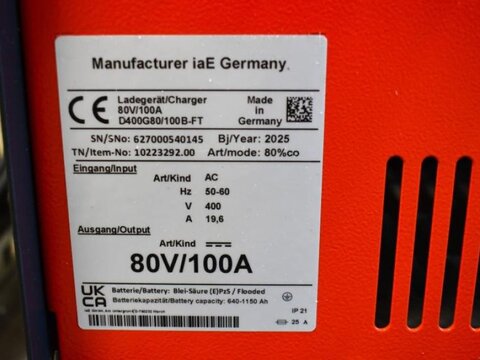 Manufacturer iaE Germany.
CE
Ladegerät/Charger
80V/100A
D400G80/100B-FT
Made
in
Germany
SN/SNo: 627000540145 Bj/Year: 2025
TN/Item-No: 10223292.00 Art/mode: 80%co
Eingang/Input
Art/Kind AC
Hz 50-60
V 400
A 19,6
Ausgang/Output
Art/Kind
80V/100A
UK
CA
Batterie/Battery: Blei-Säure (E)PzS / Flooded
Batteriekapazität/Battery capacity: 640-1150 Ah
IP 21
25 A